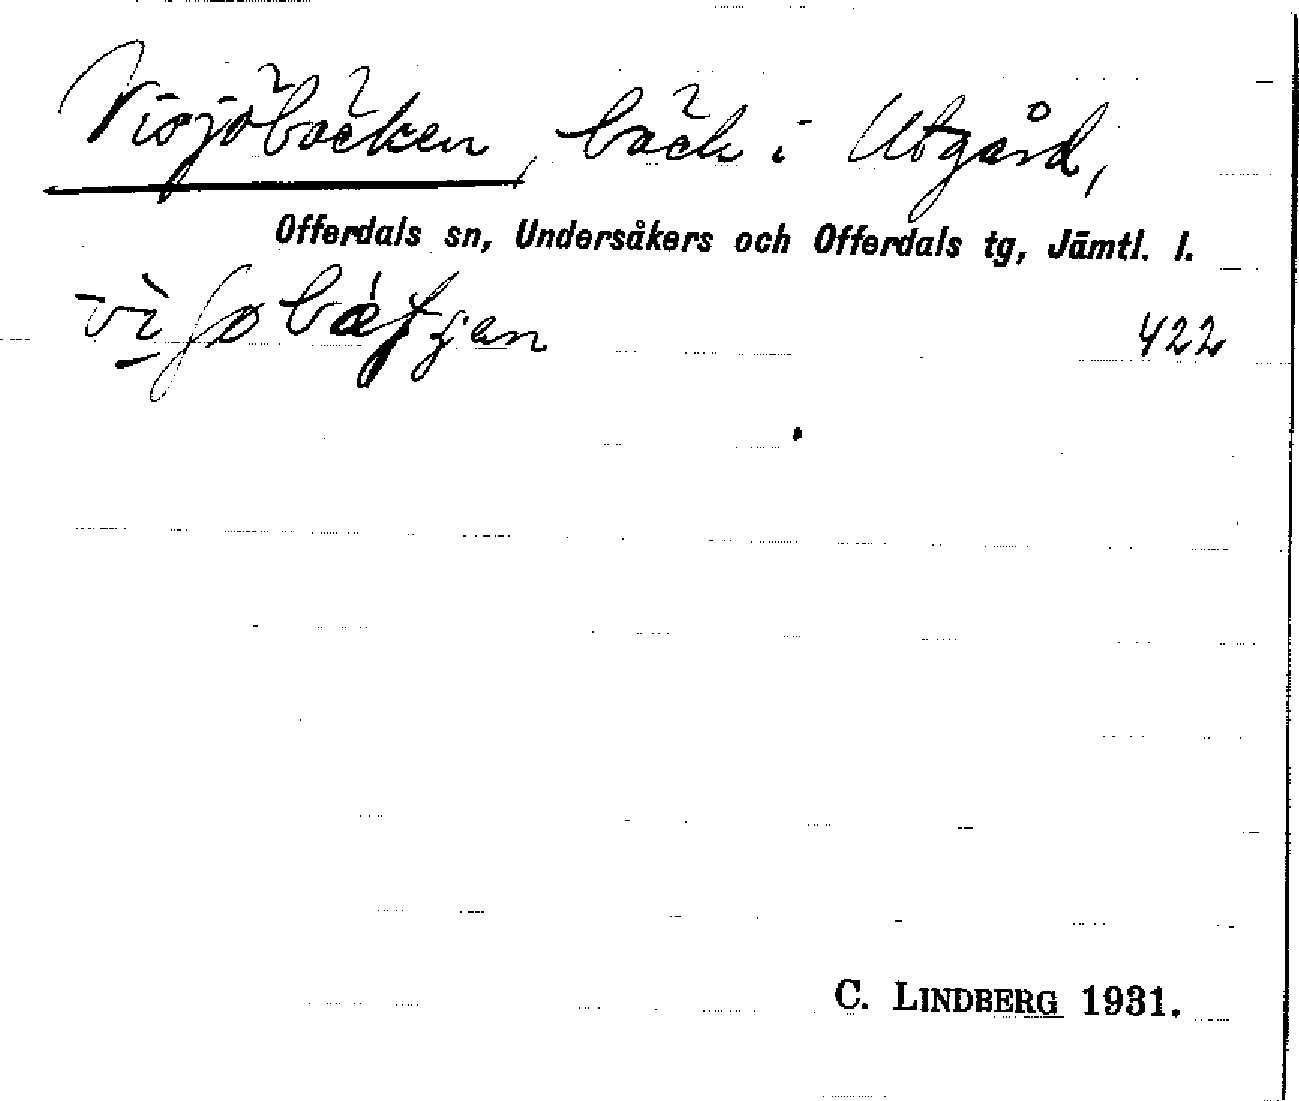 Visjöbäcken, bäck i Utgård,
Offerdals sn, Undersåkers och Offerdals tg, Jämtl. l.
422
C. LINDBERG 1931.